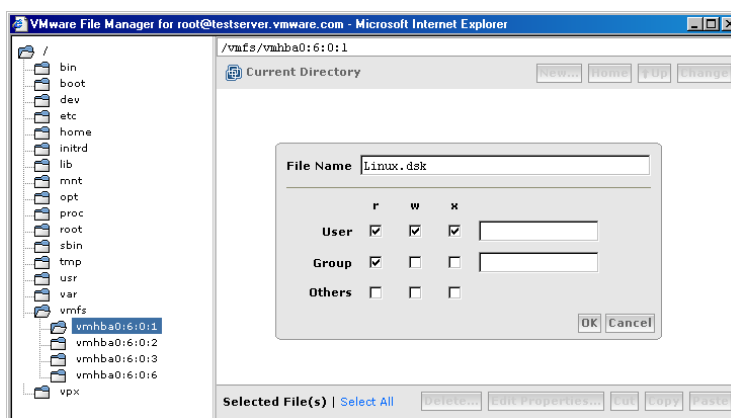 VMware File Manager for root@testserver.vmware.com - Microsoft Internet Explorer
/
bin
boot
dev
etc
home
initrd
lib
mnt
opt
proc
root
sbin
tmp
usr
var
vmfs
vmhba0:6:0:1
vmhba0:6:0:2
vmhba0:6:0:3
vmhba0:6:0:6
vpx
/vmfs/vmhba0:6:0:1
Current Directory New... Home Up Change
File Name Linux.dsk
r w x
User
Group
Others
OK Cancel
Selected File(s) | Select All Delete... Edit Properties... Cut Copy Paste